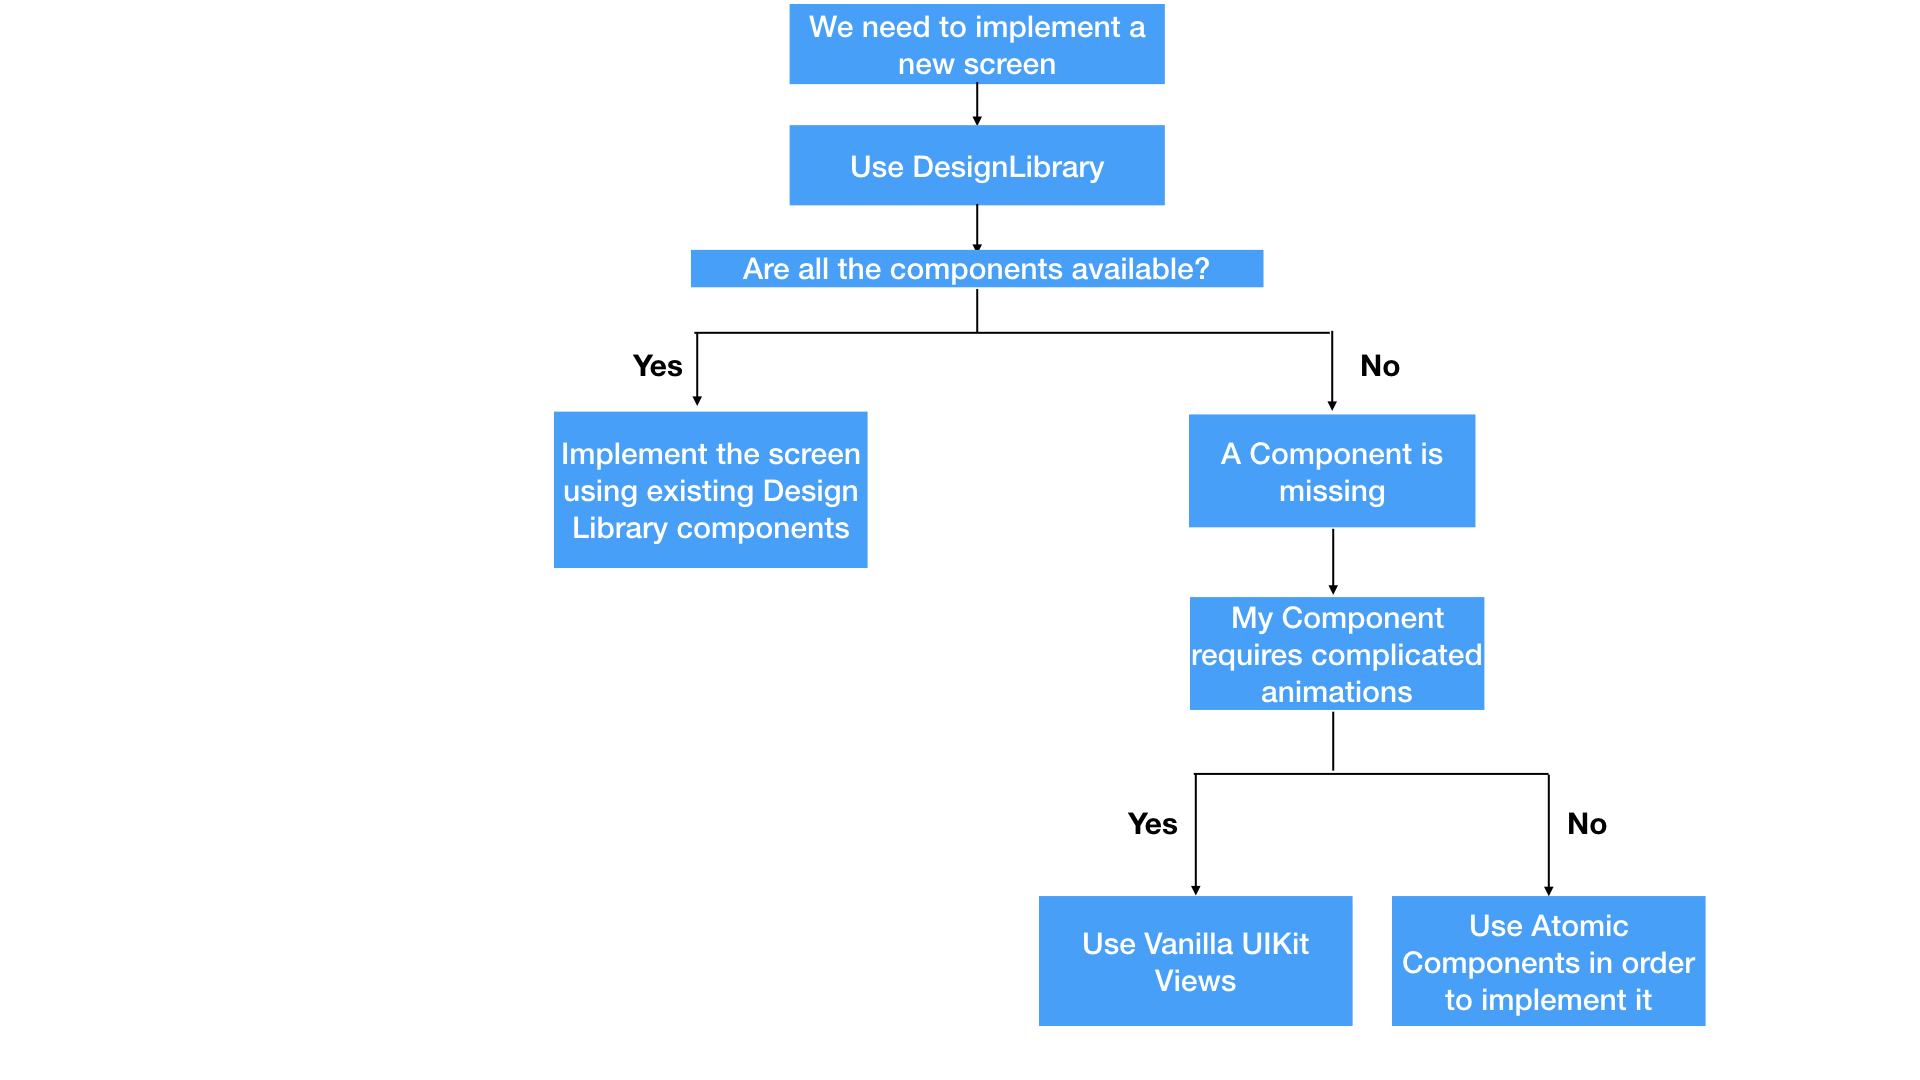 We need to implement a
new screen
Use DesignLibrary
Are all the components available?
Yes
No
Implement the screen
using existing Design
Library components
A Component is
missing
My Component
requires complicated
animations
Yes
No
Use Vanilla UIKit
Views
Use Atomic
Components in order
to implement it